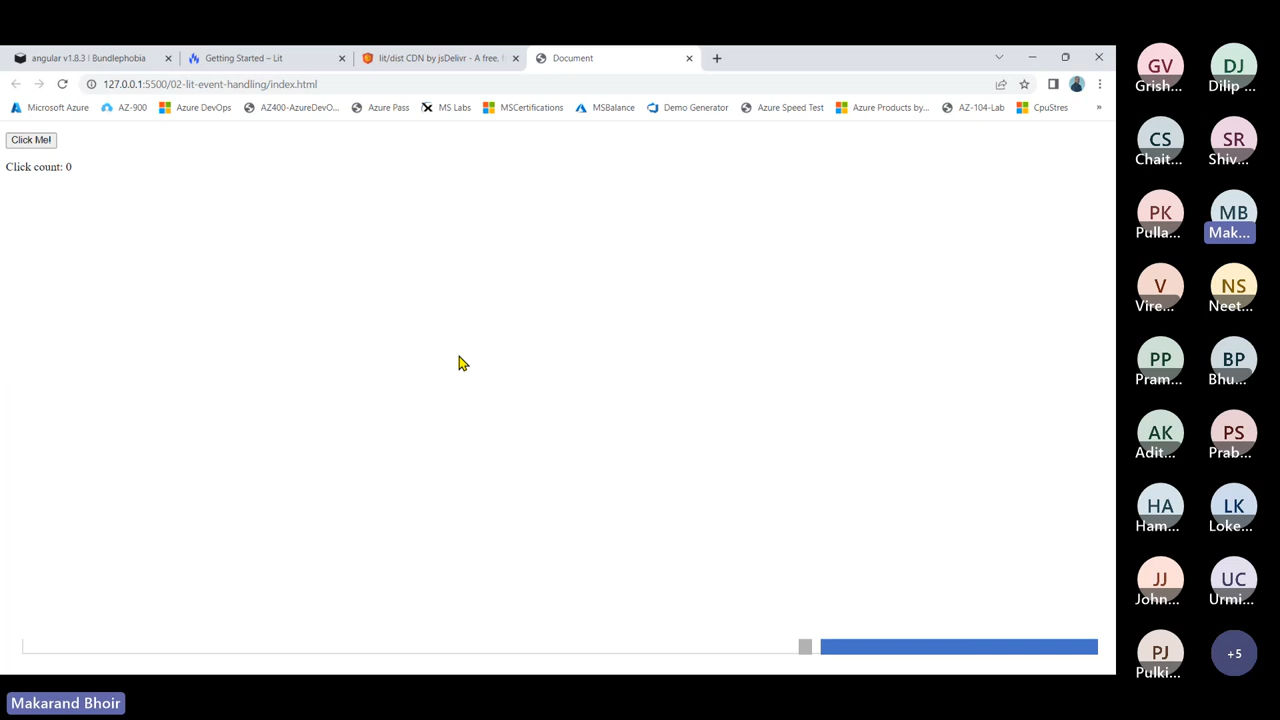 angular v1.8.3 | Bundlephobia
Getting Started – Lit
lit/dist CDN by jsDelivr - A free,
Document
127.0.0.1:5500/02-lit-event-handling/index.html
Microsoft Azure
AZ-900
Azure DevOps
AZ400-AzureDevO...
Azure Pass
MS Labs
MSCertifications
MSBalance
Demo Generator
Azure Speed Test
Azure Products by...
AZ-104-Lab
CpuStres
»
Click Me!
Click count: 0
GV
Grish...
DJ
Dilip ...
CS
Chait...
SR
Shiv...
PK
Pulla...
MB
Mak...
V
Vire...
NS
Neet...
PP
Pram...
BP
Bhu...
AK
Adit...
PS
Prab...
HA
Ham...
LK
Loke...
JJ
John...
UC
Urmi...
PJ
Pulki...
+5
Makarand Bhoir